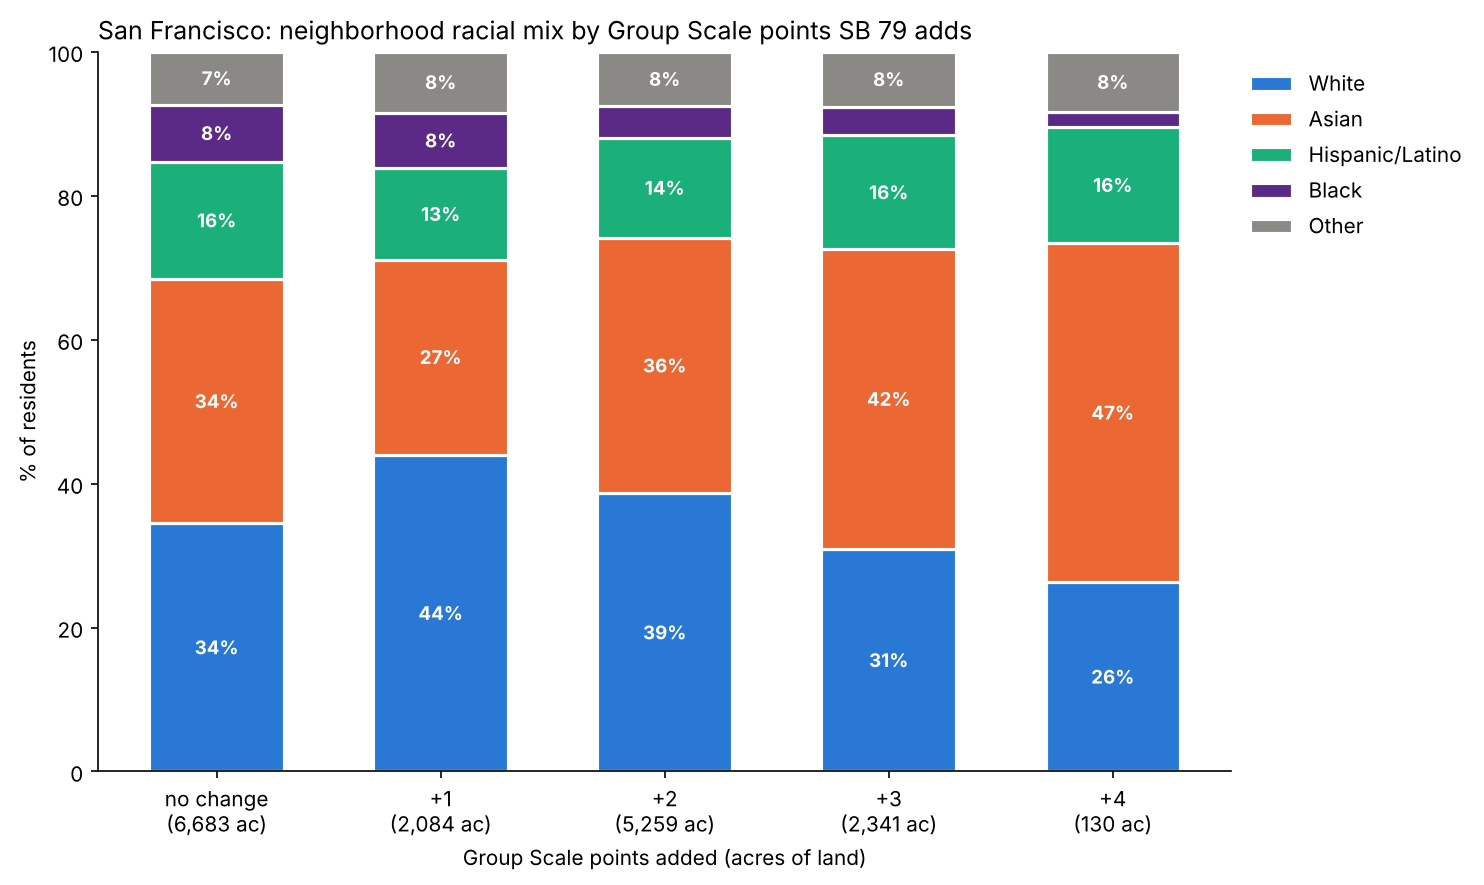 San Francisco: neighborhood racial mix by Group Scale points SB 79 adds
100
80
60
40
20
0
% of residents
7%
8%
16%
34%
34%
8%
8%
13%
27%
44%
8%
14%
36%
39%
8%
16%
42%
31%
8%
16%
47%
26%
White
Asian
Hispanic/Latino
Black
Other
no change
(6,683 ac)
+1
(2,084 ac)
+2
(5,259 ac)
+3
(2,341 ac)
+4
(130 ac)
Group Scale points added (acres of land)